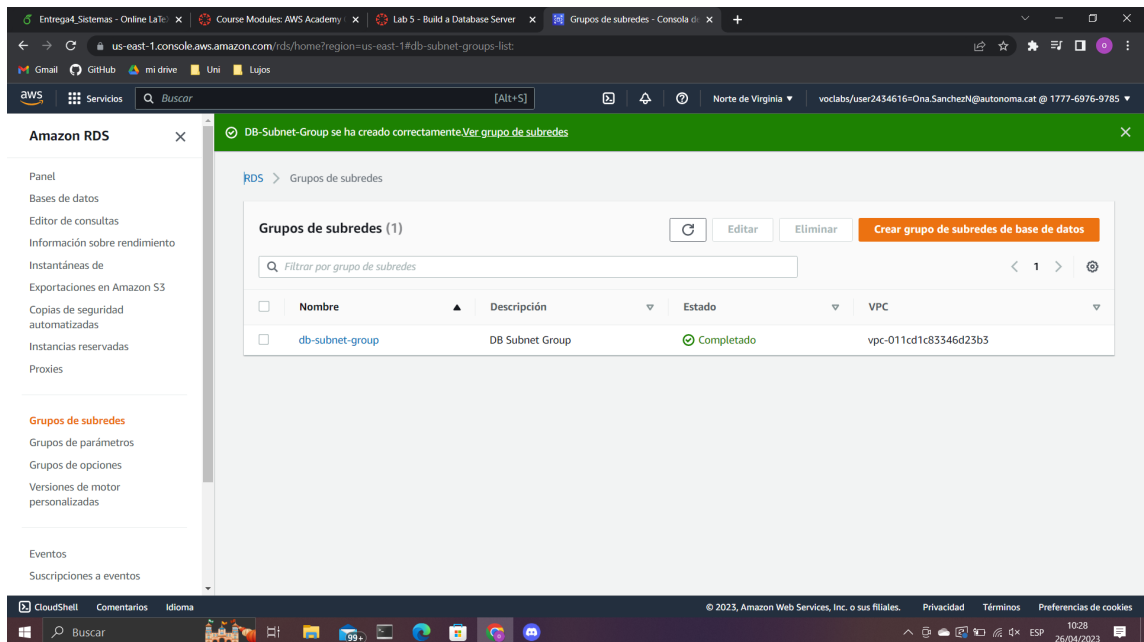 Entrega4_Sistemas - Online LaTeX
Course Modules: AWS Academy
Lab 5 - Build a Database Server
Grupos de subredes - Consola de
us-east-1.console.aws.amazon.com/rds/home?region=us-east-1#db-subnet-groups-list:
Gmail GitHub mi drive Uni Lujos
aws Servicios Buscar [Alt+S] Norte de Virginia voclabs/user2434616=Ona.SanchezN@autonoma.cat @ 1777-6976-9785
Amazon RDS
Panel
Bases de datos
Editor de consultas
Información sobre rendimiento
Instantáneas de
Exportaciones en Amazon S3
Copias de seguridad
automatizadas
Instancias reservadas
Proxies
Grupos de subredes
Grupos de parámetros
Grupos de opciones
Versiones de motor
personalizadas
Eventos
Suscripciones a eventos
DB-Subnet-Group se ha creado correctamente.Ver grupo de subredes
RDS > Grupos de subredes
Grupos de subredes (1)
Editar Eliminar Crear grupo de subredes de base de datos
Filtrar por grupo de subredes
1
Nombre Descripción Estado VPC
db-subnet-group DB Subnet Group Completado vpc-011cd1c83346d23b3
CloudShell Comentarios Idioma © 2023, Amazon Web Services, Inc. o sus filiales. Privacidad Términos Preferencias de cookies
Buscar 99+ ESP 10:28
26/04/2023